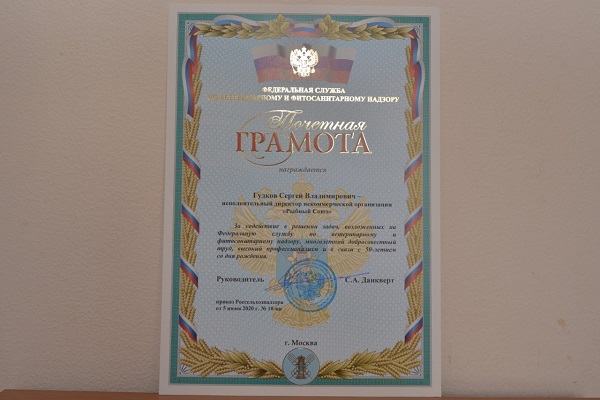 ФЕДЕРАЛЬНАЯ СЛУЖБА
ПО ВЕТЕРИНАРНОМУ И ФИТОСАНИТАРНОМУ НАДЗОРУ
Почетная
ГРАМОТА
награждается
Гудков Сергей Владимирович –
исполнительный директор некоммерческой организации
«Рыбный Союз»
За содействие в решении задач, возложенных на
Федеральную службу по ветеринарному и
фитосанитарному надзору, многолетний добросовестный
труд, высокий профессионализм и в связи с 50-летием
со дня рождения.
Руководитель С.А. Данкверт
приказ Россельхознадзора
от 5 июня 2020 г. №
г. Москва